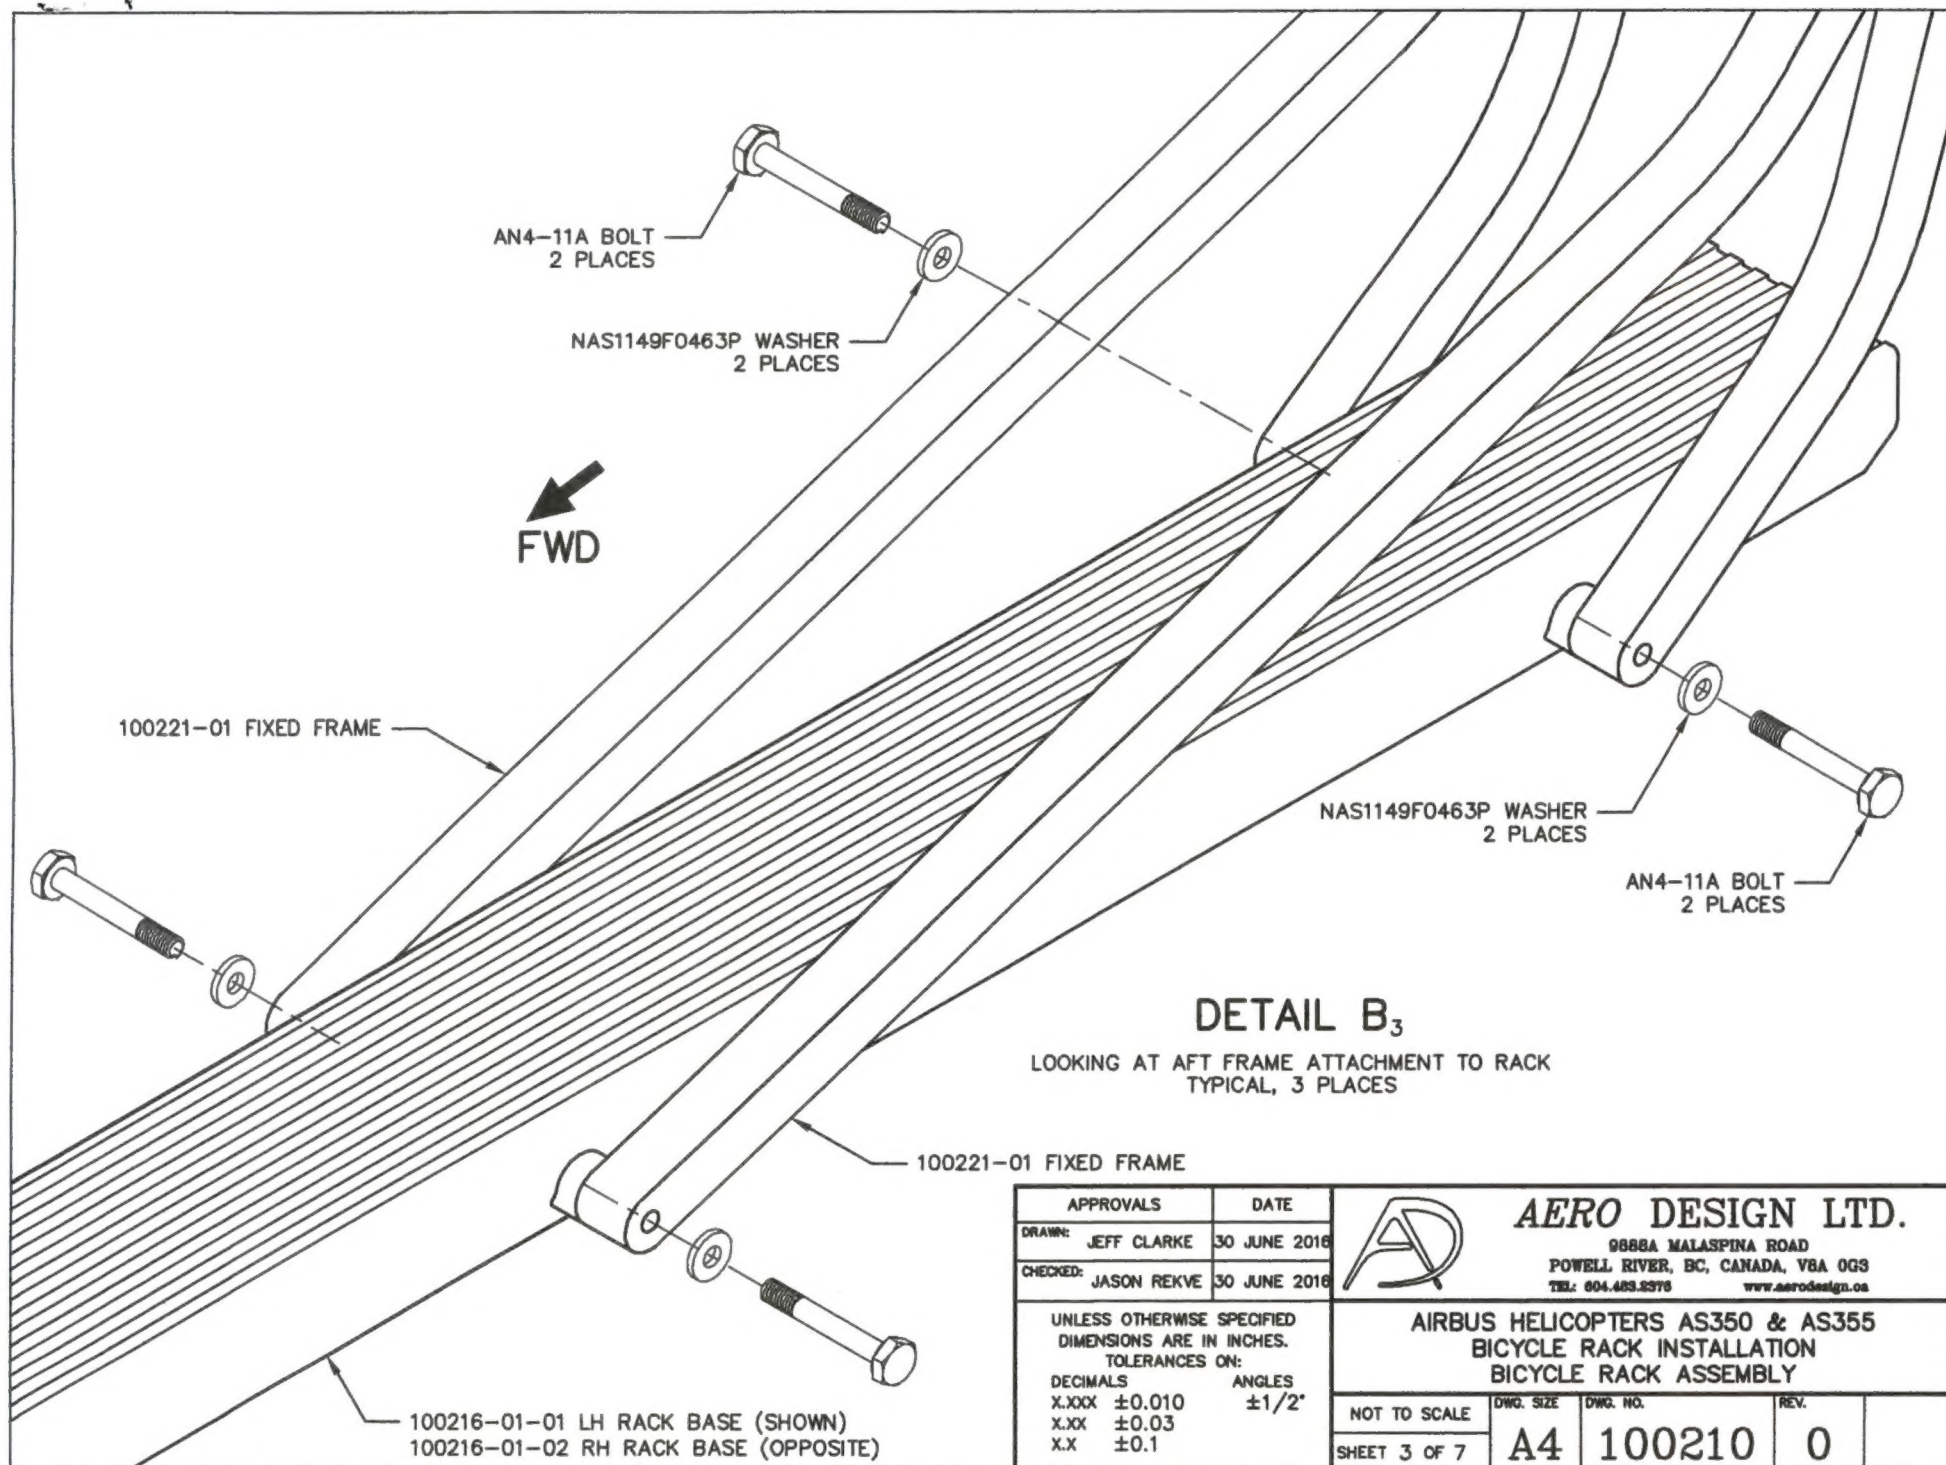 AN4-11A BOLT
2 PLACES
NAS1149F0463P WASHER
2 PLACES
FWD
100221-01 FIXED FRAME
NAS1149F0463P WASHER
2 PLACES
AN4-11A BOLT
2 PLACES
DETAIL B3
LOOKING AT AFT FRAME ATTACHMENT TO RACK
TYPICAL, 3 PLACES
100221-01 FIXED FRAME
100216-01-01 LH RACK BASE (SHOWN)
100216-01-02 RH RACK BASE (OPPOSITE)
APPROVALS DATE
DRAWN: JEFF CLARKE 30 JUNE 2016
CHECKED: JASON REKVE 30 JUNE 2016
UNLESS OTHERWISE SPECIFIED
DIMENSIONS ARE IN INCHES.
TOLERANCES ON:
DECIMALS ANGLES
X.XXX ±0.010 ±1/2°
X.XX ±0.03
X.X ±0.1
AERO DESIGN LTD.
9888A MALASPINA ROAD
POWELL RIVER, BC, CANADA, V8A 0G3
TEL: 604.483.2376 www.aerodesign.ca
AIRBUS HELICOPTERS AS350 & AS355
BICYCLE RACK INSTALLATION
BICYCLE RACK ASSEMBLY
NOT TO SCALE
SHEET 3 OF 7
DWG. SIZE
A4
DWG. NO.
100210
REV.
0